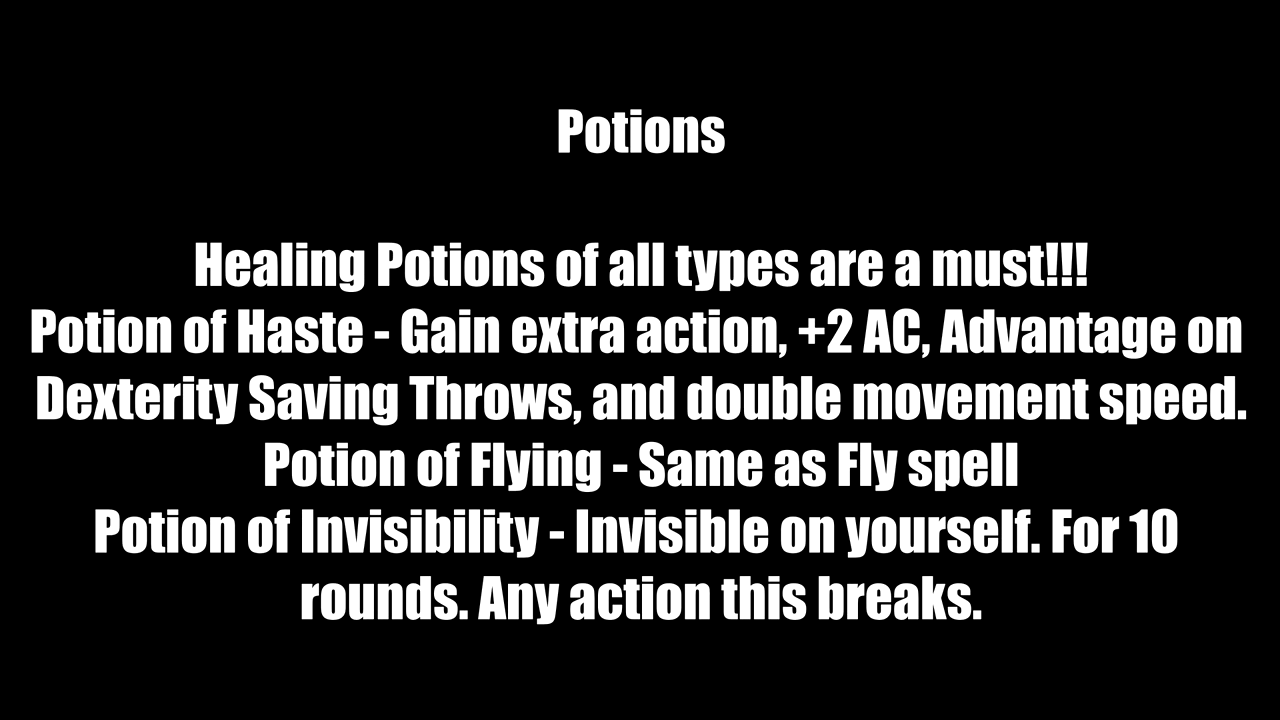 Potions
Healing Potions of all types are a must!!!
Potion of Haste - Gain extra action, +2 AC, Advantage on
Dexterity Saving Throws, and double movement speed.
Potion of Flying - Same as Fly spell
Potion of Invisibility - Invisible on yourself. For 10
rounds. Any action this breaks.